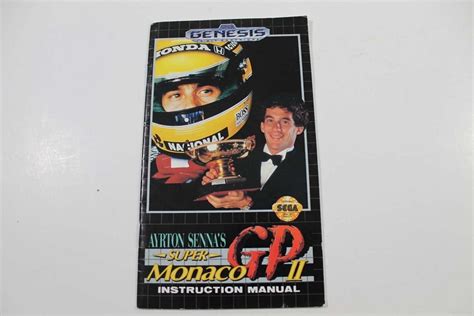 GENESIS
HONDA
NACIONAL
SEGA
AYRTON SENNA'S
SUPER
Monaco GP II
INSTRUCTION MANUAL